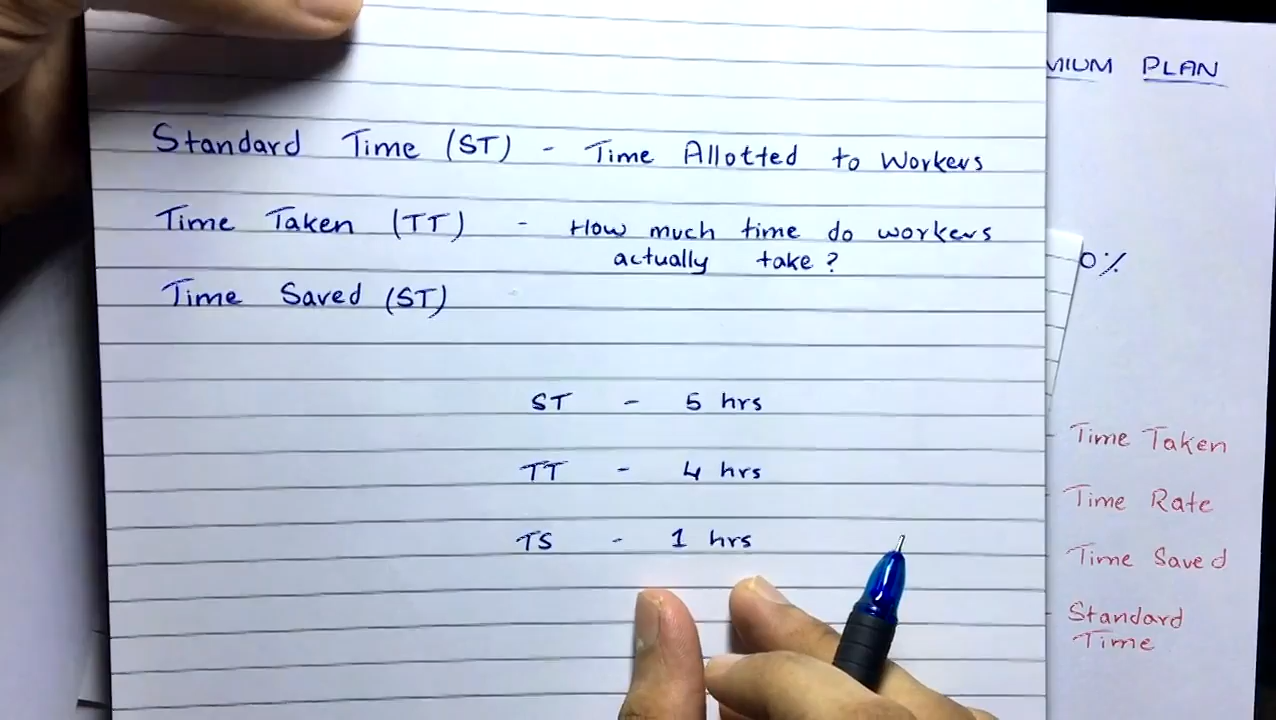 Standard Time (ST) - Time Allotted to Workers
Time Taken (TT) - How much time do workers
actually take?
Time Saved (ST)
ST - 5 hrs
TT - 4 hrs
TS - 1 hrs
PLAN
0%
Time Taken
Time Rate
Time Saved
Standard
Time